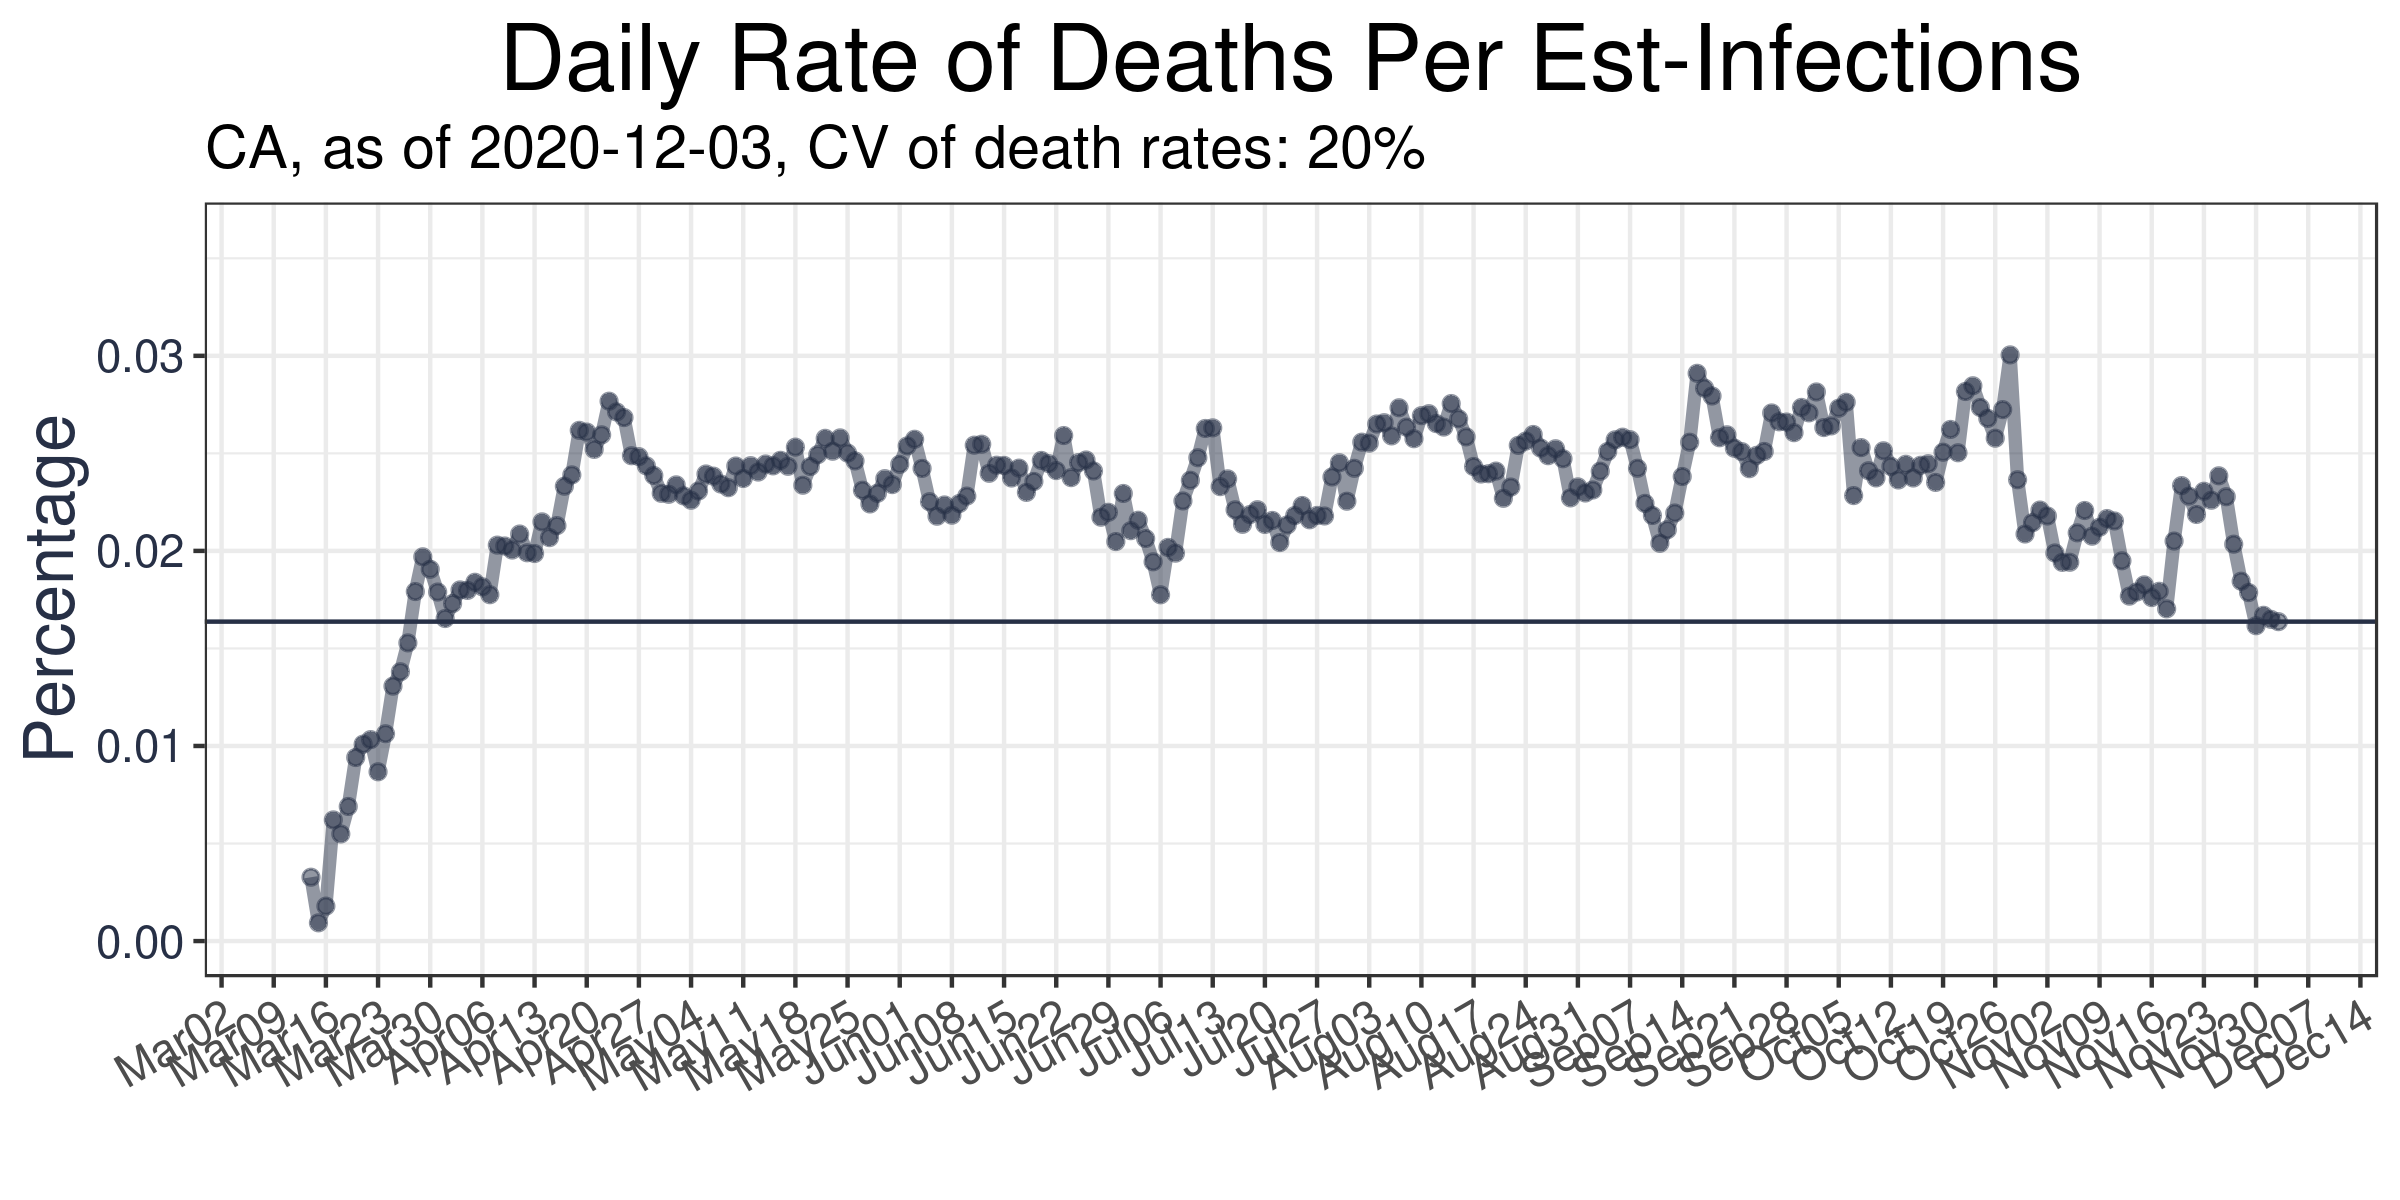 Daily Rate of Deaths Per Est-Infections
CA, as of 2020-12-03, CV of death rates: 20%
Percentage
0.03
0.02
0.01
0.00
Mar02
Mar09
Mar16
Mar23
Mar30
Apr06
Apr13
Apr20
Apr27
May04
May11
May18
May25
Jun01
Jun08
Jun15
Jun22
Jun29
Jul06
Jul13
Jul20
Jul27
Aug03
Aug10
Aug17
Aug24
Aug31
Sep07
Sep14
Sep21
Sep28
Oct05
Oct12
Oct19
Oct26
Nov02
Nov09
Nov16
Nov23
Nov30
Dec07
Dec14